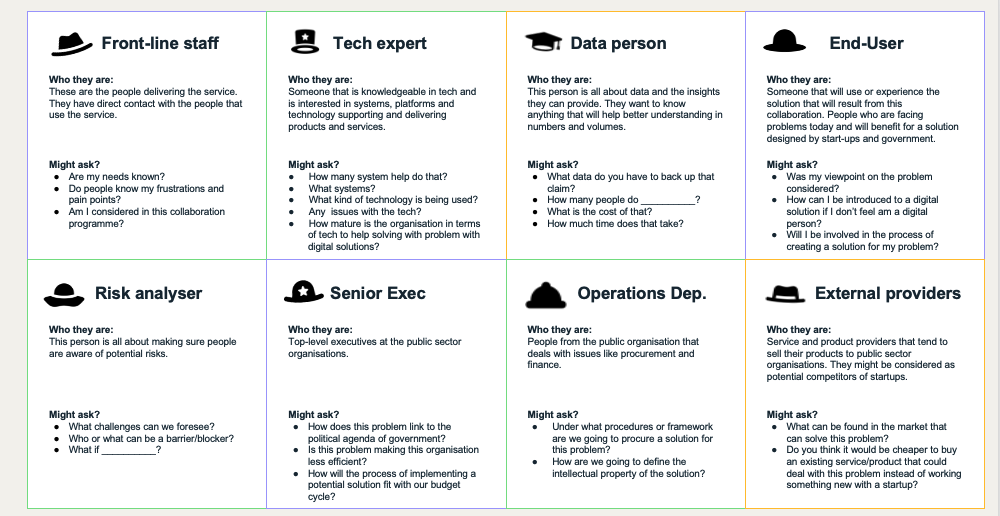 Front-line staff
Who they are:
These are the people delivering the service.
They have direct contact with the people that
use the service.
Might ask?
● Are my needs known?
● Do people know my frustrations and
pain points?
● Am I considered in this collaboration
programme?
Tech expert
Who they are:
Someone that is knowledgeable in tech and
is interested in systems, platforms and
technology supporting and delivering
products and services.
Might ask?
● How many system help do that?
● What systems?
● What kind of technology is being used?
● Any issues with the tech?
● How mature is the organisation in terms
of tech to help solving with problem with
digital solutions?
Data person
Who they are:
This person is all about data and the insights
they can provide. They want to know
anything that will help better understanding in
numbers and volumes.
Might ask?
● What data do you have to back up that
claim?
● How many people do __________?
● What is the cost of that?
● How much time does that take?
End-User
Who they are:
Someone that will use or experience the
solution that will result from this
collaboration. People who are facing
problems today and will benefit for a solution
designed by start-ups and government.
Might ask?
● Was my viewpoint on the problem
considered?
● How can I be introduced to a digital
solution if I don't feel am a digital
person?
● Will I be involved in the process of
creating a solution for my problem?
Risk analyser
Who they are:
This person is all about making sure people
are aware of potential risks.
Might ask?
● What challenges can we foresee?
● Who or what can be a barrier/blocker?
● What if __________?
Senior Exec
Who they are:
Top-level executives at the public sector
organisations.
Might ask?
● How does this problem link to the
political agenda of government?
● Is this problem making this organisation
less efficient?
● How will the process of implementing a
potential solution fit with our budget
cycle?
Operations Dep.
Who they are:
People from the public organisation that
deals with issues like procurement and
finance.
Might ask?
● Under what procedures or framework
are we going to procure a solution for
this problem?
● How are we going to define the
intellectual property of the solution?
External providers
Who they are:
Service and product providers that tend to
sell their products to public sector
organisations. They might be considered as
potential competitors of startups.
Might ask?
● What can be found in the market that
can solve this problem?
● Do you think it would be cheaper to buy
an existing service/product that could
deal with this problem instead of working
something new with a startup?